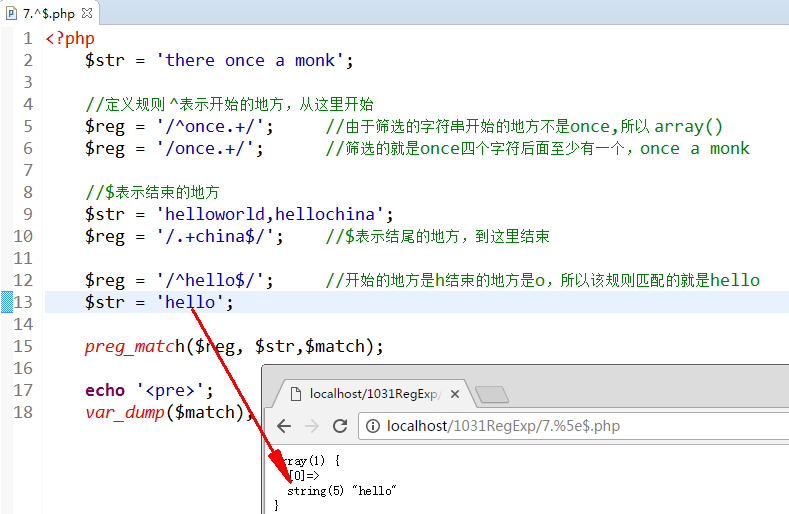 7.^$.php
1 <?php
2 $str = 'there once a monk';
3
4 //定义规则 ^表示开始的地方，从这里开始
5 $reg = '/^once.+/'; //由于筛选的字符串开始的地方不是once,所以 array()
6 $reg = '/once.+/'; //筛选的就是once四个字符后面至少有一个，once a monk
7
8 //$表示结束的地方
9 $str = 'helloworld,hellochina';
10 $reg = '/.+china$/'; //$表示结尾的地方，到这里结束
11
12 $reg = '/^hello$/'; //开始的地方是h结束的地方是o，所以该规则匹配的就是hello
13 $str = 'hello';
14
15 preg_match($reg, $str,$match);
16
17 echo '<pre>';
18 var_dump($match);
localhost/1031RegExp/
localhost/1031RegExp/7.%5e$.php
array(1) {
[0]=>
string(5) "hello"
}